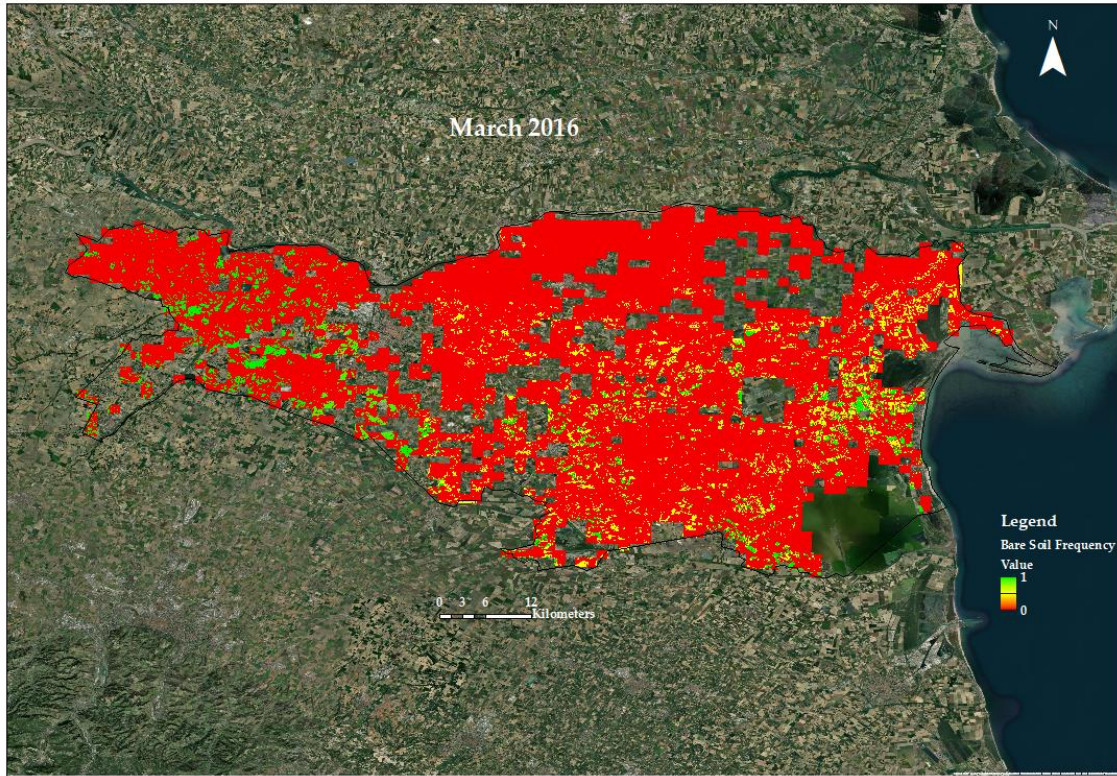 N
March 2016
Legend
Bare Soil Frequency
Value
1
0
0 3 6 12
Kilometers